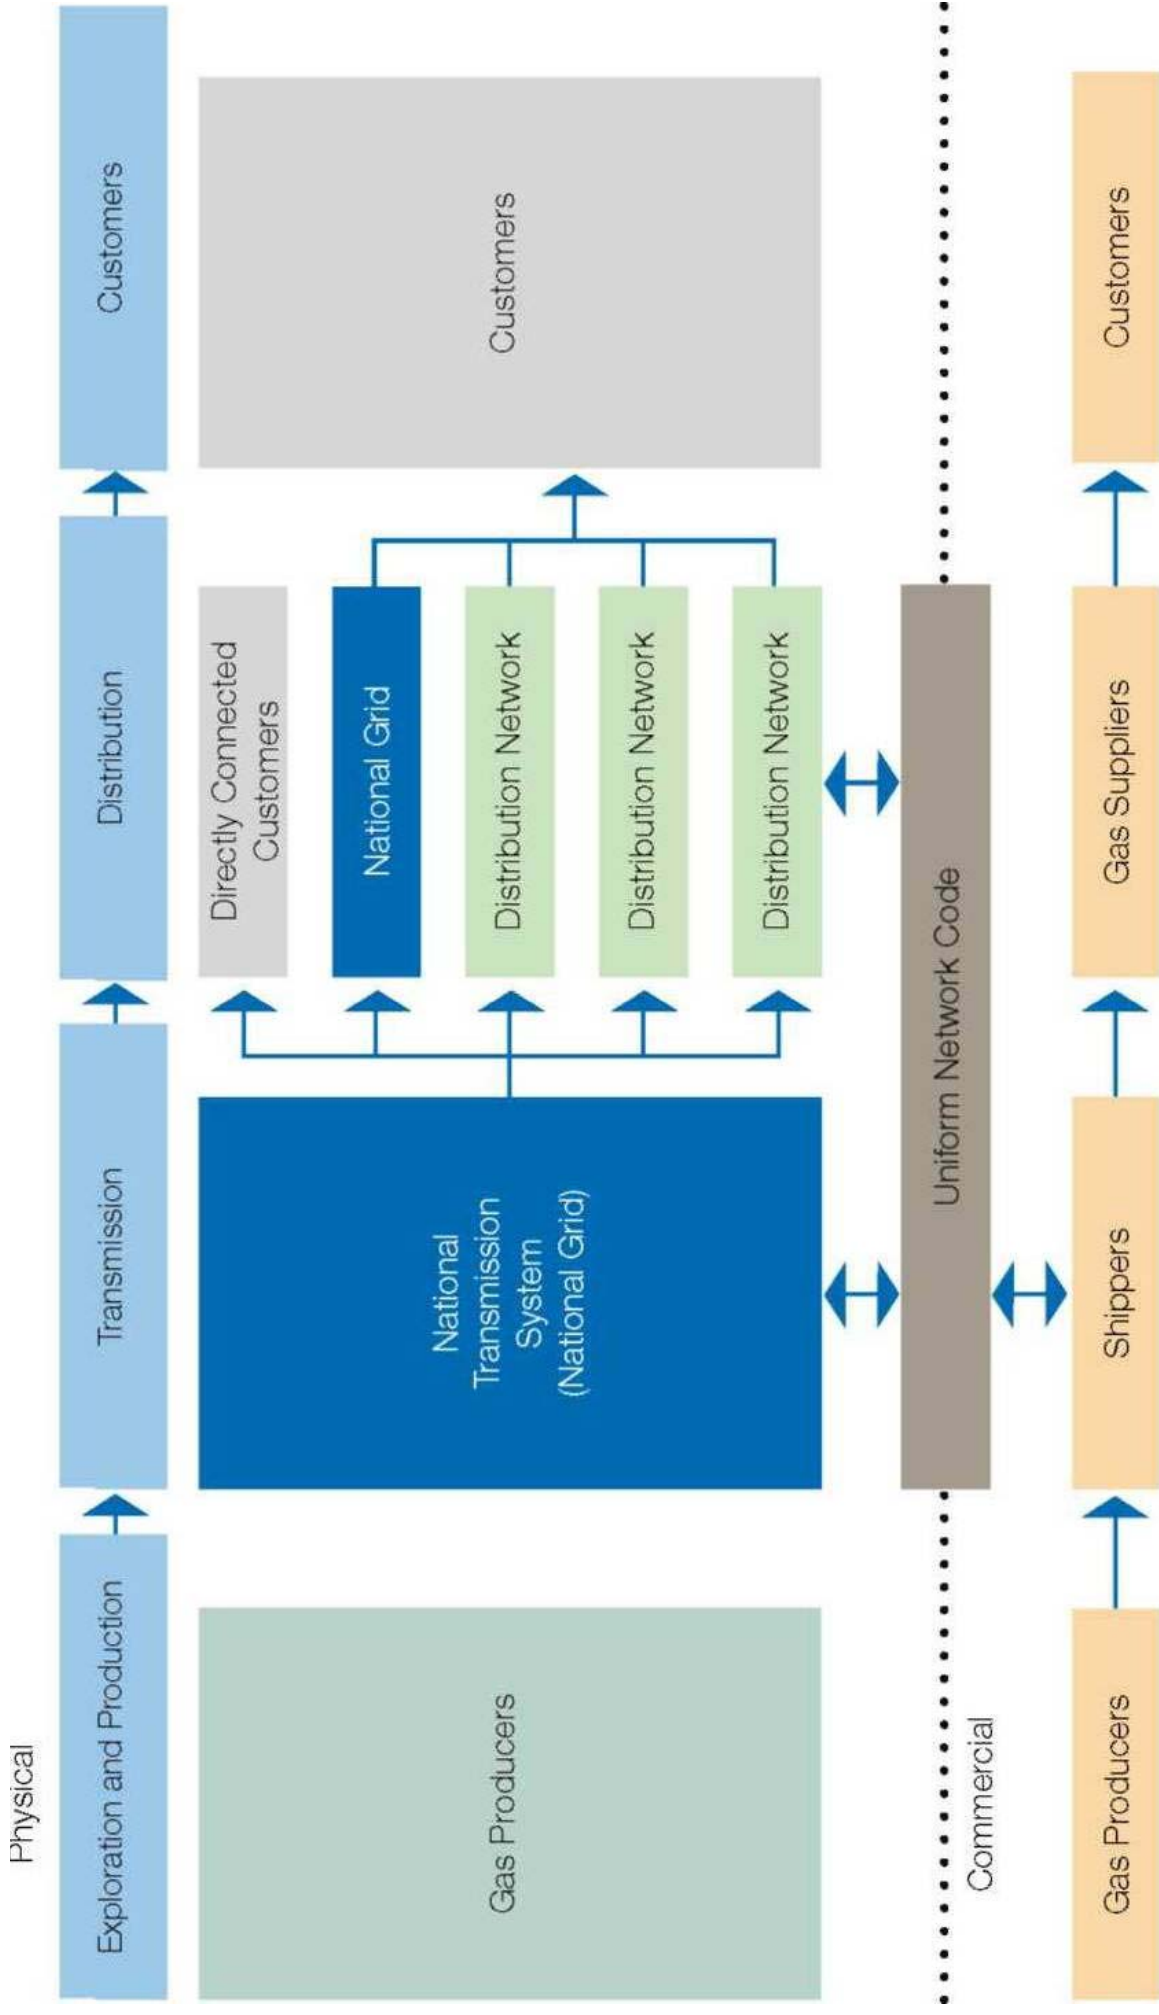 Physical
Exploration and Production
Transmission
Distribution
Customers
Gas Producers
National
Transmission
System
(National Grid)
Directly Connected
Customers
National Grid
Distribution Network
Distribution Network
Distribution Network
Customers
Uniform Network Code
Commercial
Gas Producers
Shippers
Gas Suppliers
Customers